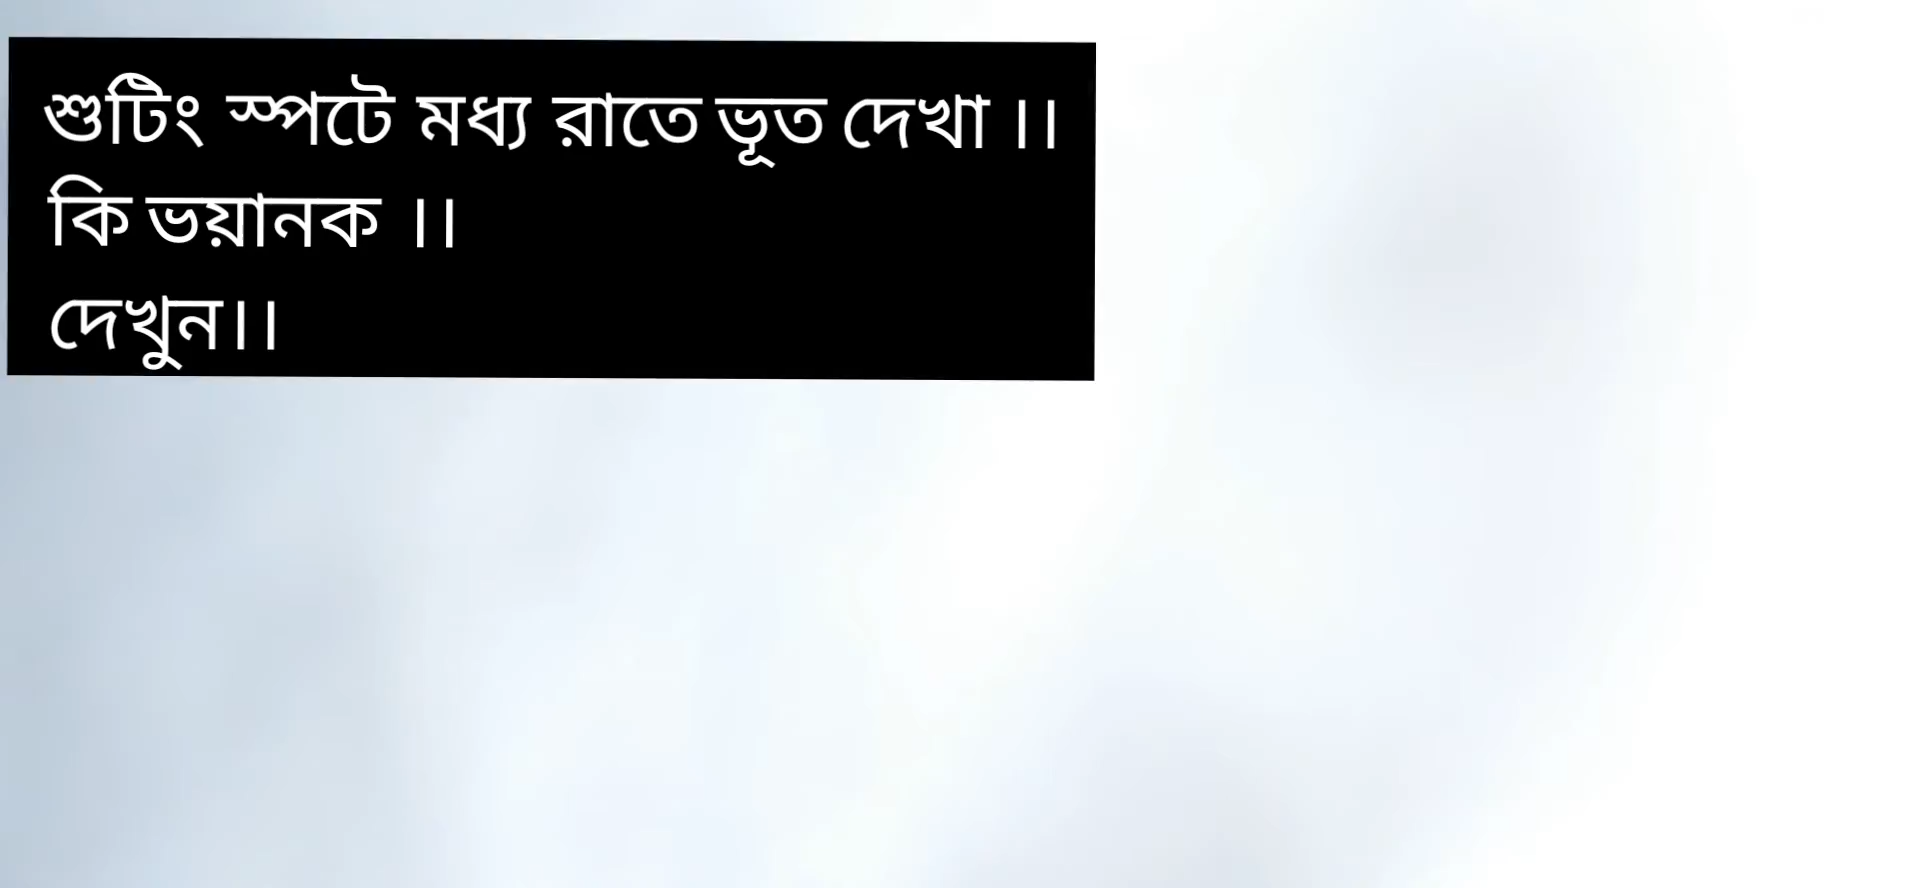 শুটিং স্পটে মধ্য রাতে ভূত দেখা ।।
কি ভয়ানক ।।
দেখুন।।